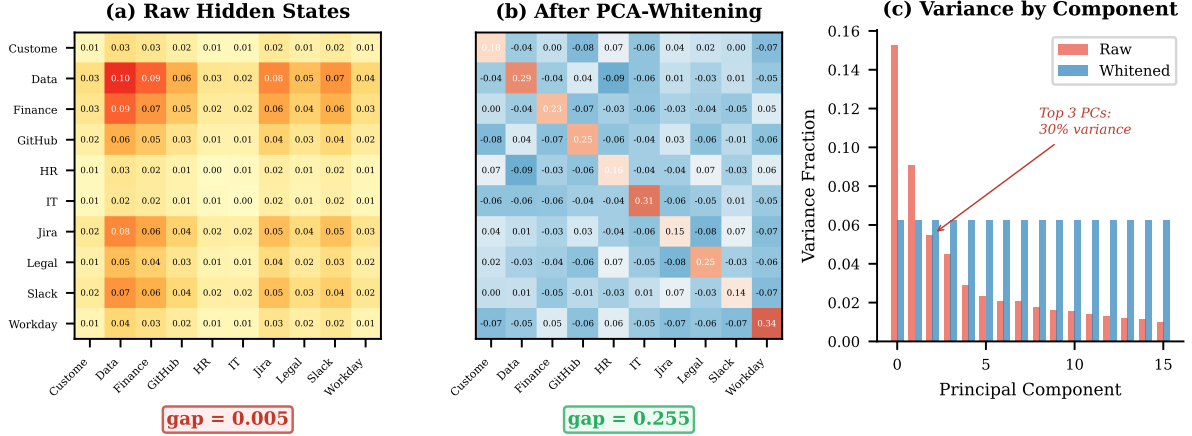 (a) Raw Hidden States
Custome 0.01 0.03 0.03 0.02 0.01 0.01 0.02 0.01 0.02 0.01
Data 0.03 0.10 0.09 0.06 0.03 0.02 0.08 0.05 0.07 0.04
Finance 0.03 0.09 0.07 0.05 0.02 0.02 0.06 0.04 0.06 0.03
GitHub 0.02 0.06 0.05 0.03 0.02 0.01 0.04 0.03 0.04 0.02
HR 0.01 0.03 0.02 0.01 0.00 0.01 0.02 0.01 0.02 0.01
IT 0.01 0.02 0.02 0.01 0.01 0.00 0.02 0.01 0.02 0.01
Jira 0.02 0.08 0.06 0.04 0.02 0.02 0.05 0.04 0.05 0.03
Legal 0.01 0.05 0.04 0.03 0.01 0.01 0.04 0.02 0.03 0.02
Slack 0.02 0.07 0.06 0.04 0.02 0.02 0.05 0.03 0.04 0.02
Workday 0.01 0.04 0.03 0.02 0.01 0.01 0.03 0.02 0.02 0.01
Custome Data Finance GitHub HR IT Jira Legal Slack Workday
gap = 0.005
(b) After PCA-Whitening
0.18 -0.04 0.00 -0.08 0.07 -0.06 0.04 0.02 0.00 -0.07
-0.04 0.29 -0.04 0.04 -0.09 -0.06 0.01 -0.03 0.01 -0.05
0.00 -0.04 0.23 -0.07 -0.03 -0.06 -0.02 -0.04 -0.05 0.05
-0.08 0.04 -0.07 0.25 -0.06 -0.04 0.03 -0.06 -0.01 -0.06
0.07 -0.09 -0.03 -0.06 0.16 -0.04 -0.04 0.07 -0.03 0.06
-0.06 -0.06 -0.06 -0.04 -0.04 0.31 -0.05 -0.04 0.01 -0.05
0.04 0.01 -0.02 0.03 -0.04 -0.05 0.15 -0.08 0.07 -0.07
0.02 -0.03 -0.04 -0.06 0.07 -0.04 -0.08 0.25 -0.03 -0.06
0.00 0.01 -0.05 -0.01 -0.03 0.01 0.07 -0.03 0.14 -0.07
-0.07 -0.05 0.05 -0.06 0.06 -0.05 -0.07 -0.06 -0.07 0.34
Custome Data Finance GitHub HR IT Jira Legal Slack Workday
gap = 0.255
(c) Variance by Component
Variance Fraction
0.16
0.14
0.12
0.10
0.08
0.06
0.04
0.02
0.00
Raw
Whitened
Top 3 PCs:
30% variance
0 5 10 15
Principal Component